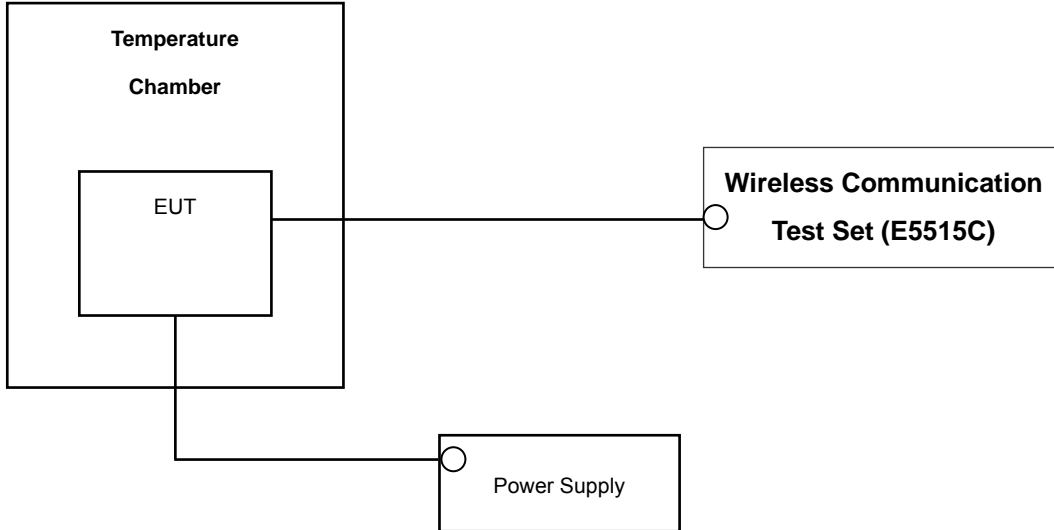 Temperature
Chamber
EUT
Wireless Communication
Test Set (E5515C)
Power Supply